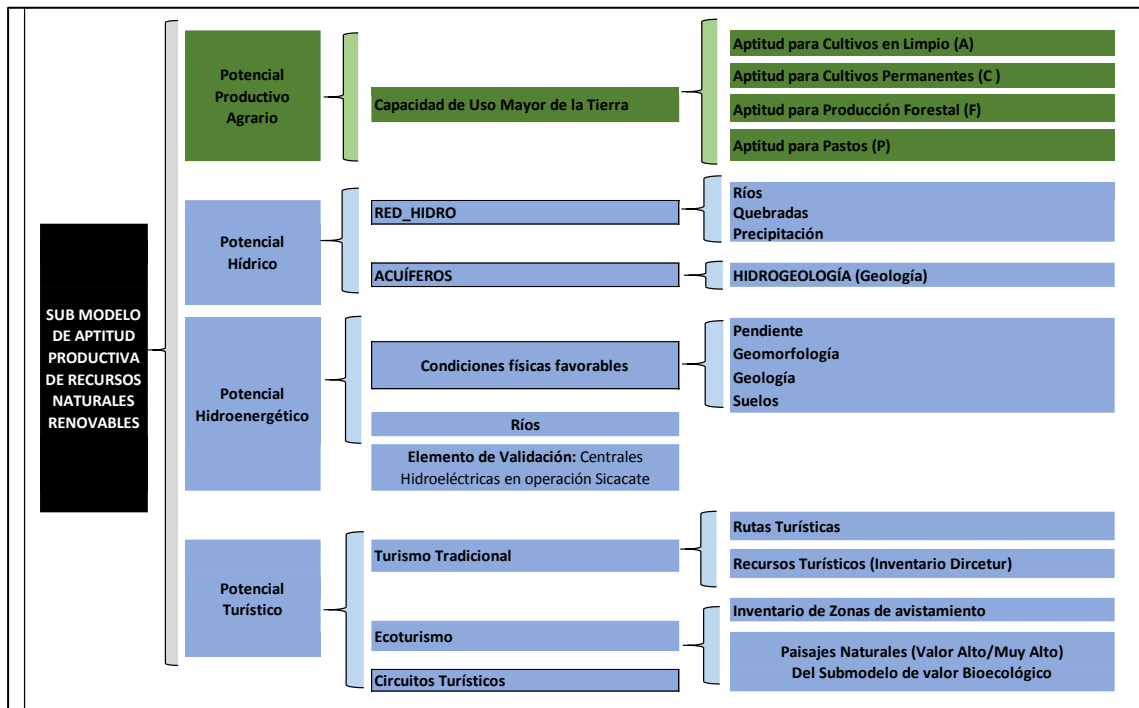 SUB MODELO
DE APTITUD
PRODUCTIVA
DE RECURSOS
NATURALES
RENOVABLES
Potencial
Productivo
Agrario
Capacidad de Uso Mayor de la Tierra
Aptitud para Cultivos en Limpio (A)
Aptitud para Cultivos Permanentes (C )
Aptitud para Producción Forestal (F)
Aptitud para Pastos (P)
Potencial
Hídrico
RED_HIDRO
Ríos
Quebradas
Precipitación
ACUÍFEROS
HIDROGEOLOGÍA (Geología)
Potencial
Hidroenergético
Condiciones físicas favorables
Pendiente
Geomorfología
Geología
Suelos
Ríos
Elemento de Validación: Centrales
Hidroeléctricas en operación Sicacate
Potencial
Turístico
Turismo Tradicional
Rutas Turísticas
Recursos Turísticos (Inventario Dircetur)
Ecoturismo
Inventario de Zonas de avistamiento
Paisajes Naturales (Valor Alto/Muy Alto)
Del Submodelo de valor Bioecológico
Circuitos Turísticos